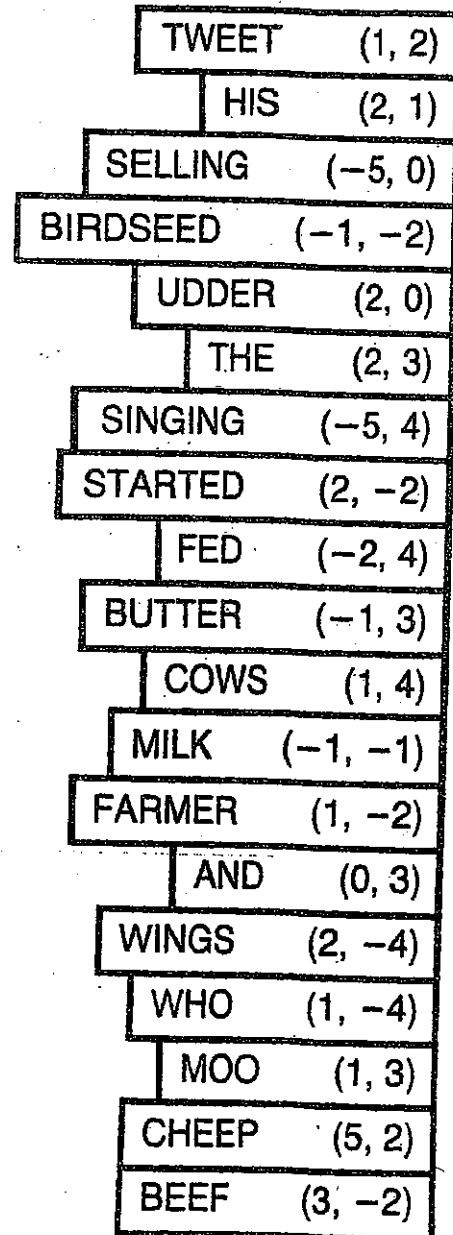 TWEET (1, 2)
HIS (2, 1)
SELLING (−5, 0)
BIRDSEED (−1, −2)
UDDER (2, 0)
THE (2, 3)
SINGING (−5, 4)
STARTED (2, −2)
FED (−2, 4)
BUTTER (−1, 3)
COWS (1, 4)
MILK (−1, −1)
FARMER (1, −2)
AND (0, 3)
WINGS (2, −4)
WHO (1, −4)
MOO (1, 3)
CHEEP (5, 2)
BEEF (3, −2)